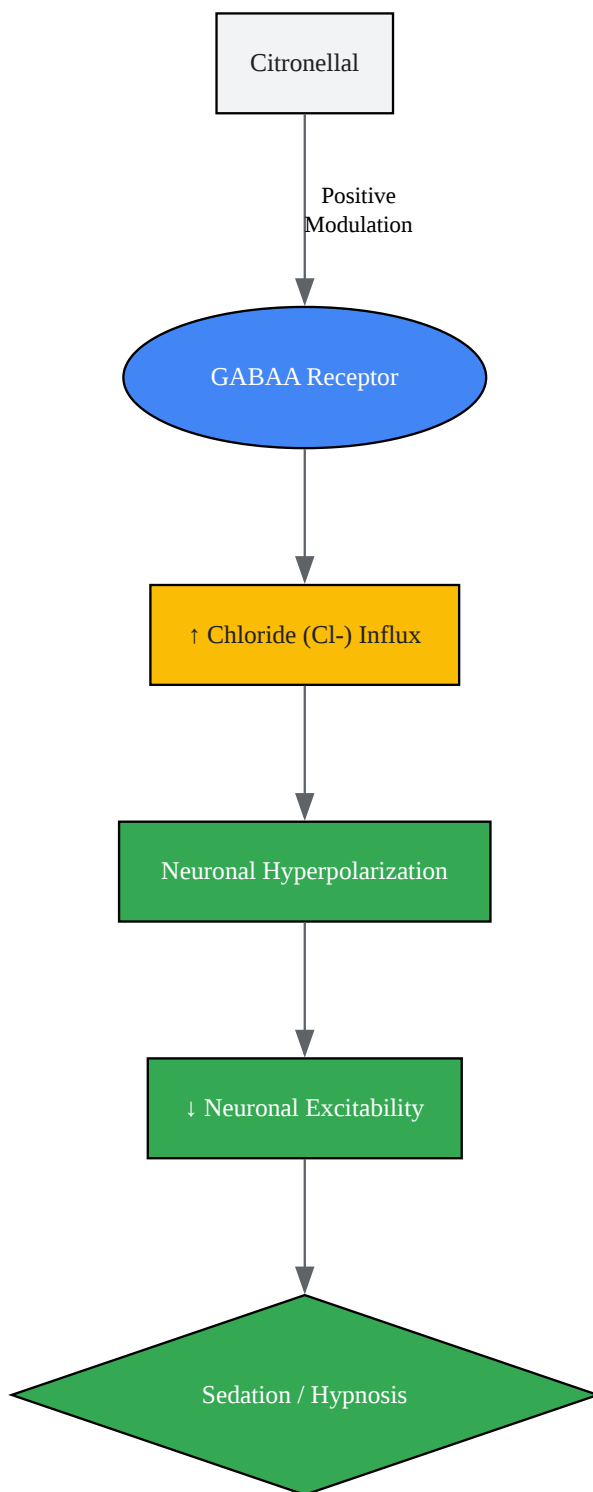 Citronellal
Positive
Modulation
GABAA Receptor
↑ Chloride (Cl-) Influx
Neuronal Hyperpolarization
↓ Neuronal Excitability
Sedation / Hypnosis